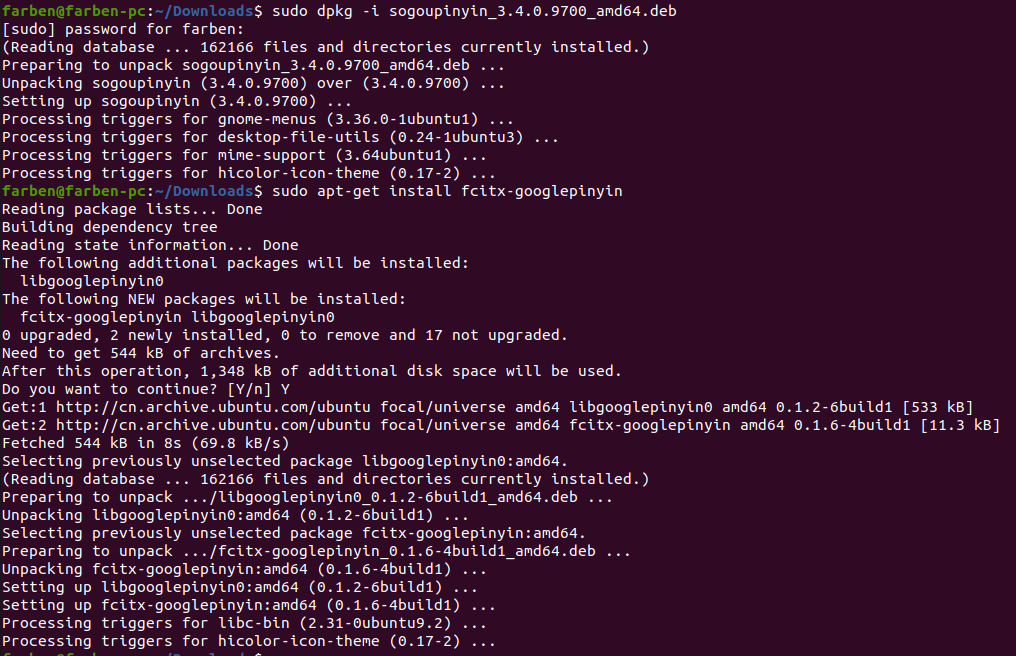 farben@farben-pc:~/Downloads$ sudo dpkg -i sogoupinyin_3.4.0.9700_amd64.deb
[sudo] password for farben:
(Reading database ... 162166 files and directories currently installed.)
Preparing to unpack sogoupinyin_3.4.0.9700_amd64.deb ...
Unpacking sogoupinyin (3.4.0.9700) over (3.4.0.9700) ...
Setting up sogoupinyin (3.4.0.9700) ...
Processing triggers for gnome-menus (3.36.0-1ubuntu1) ...
Processing triggers for desktop-file-utils (0.24-1ubuntu3) ...
Processing triggers for mime-support (3.64ubuntu1) ...
Processing triggers for hicolor-icon-theme (0.17-2) ...
farben@farben-pc:~/Downloads$ sudo apt-get install fcitx-googlepinyin
Reading package lists... Done
Building dependency tree
Reading state information... Done
The following additional packages will be installed:
  libgooglepinyin0
The following NEW packages will be installed:
  fcitx-googlepinyin libgooglepinyin0
0 upgraded, 2 newly installed, 0 to remove and 17 not upgraded.
Need to get 544 kB of archives.
After this operation, 1,348 kB of additional disk space will be used.
Do you want to continue? [Y/n] Y
Get:1 http://cn.archive.ubuntu.com/ubuntu focal/universe amd64 libgooglepinyin0 amd64 0.1.2-6build1 [533 kB]
Get:2 http://cn.archive.ubuntu.com/ubuntu focal/universe amd64 fcitx-googlepinyin amd64 0.1.6-4build1 [11.3 kB]
Fetched 544 kB in 8s (69.8 kB/s)
Selecting previously unselected package libgooglepinyin0:amd64.
(Reading database ... 162166 files and directories currently installed.)
Preparing to unpack .../libgooglepinyin0_0.1.2-6build1_amd64.deb ...
Unpacking libgooglepinyin0:amd64 (0.1.2-6build1) ...
Selecting previously unselected package fcitx-googlepinyin:amd64.
Preparing to unpack .../fcitx-googlepinyin_0.1.6-4build1_amd64.deb ...
Unpacking fcitx-googlepinyin:amd64 (0.1.6-4build1) ...
Setting up libgooglepinyin0:amd64 (0.1.2-6build1) ...
Setting up fcitx-googlepinyin:amd64 (0.1.6-4build1) ...
Processing triggers for libc-bin (2.31-0ubuntu9.2) ...
Processing triggers for hicolor-icon-theme (0.17-2) ...